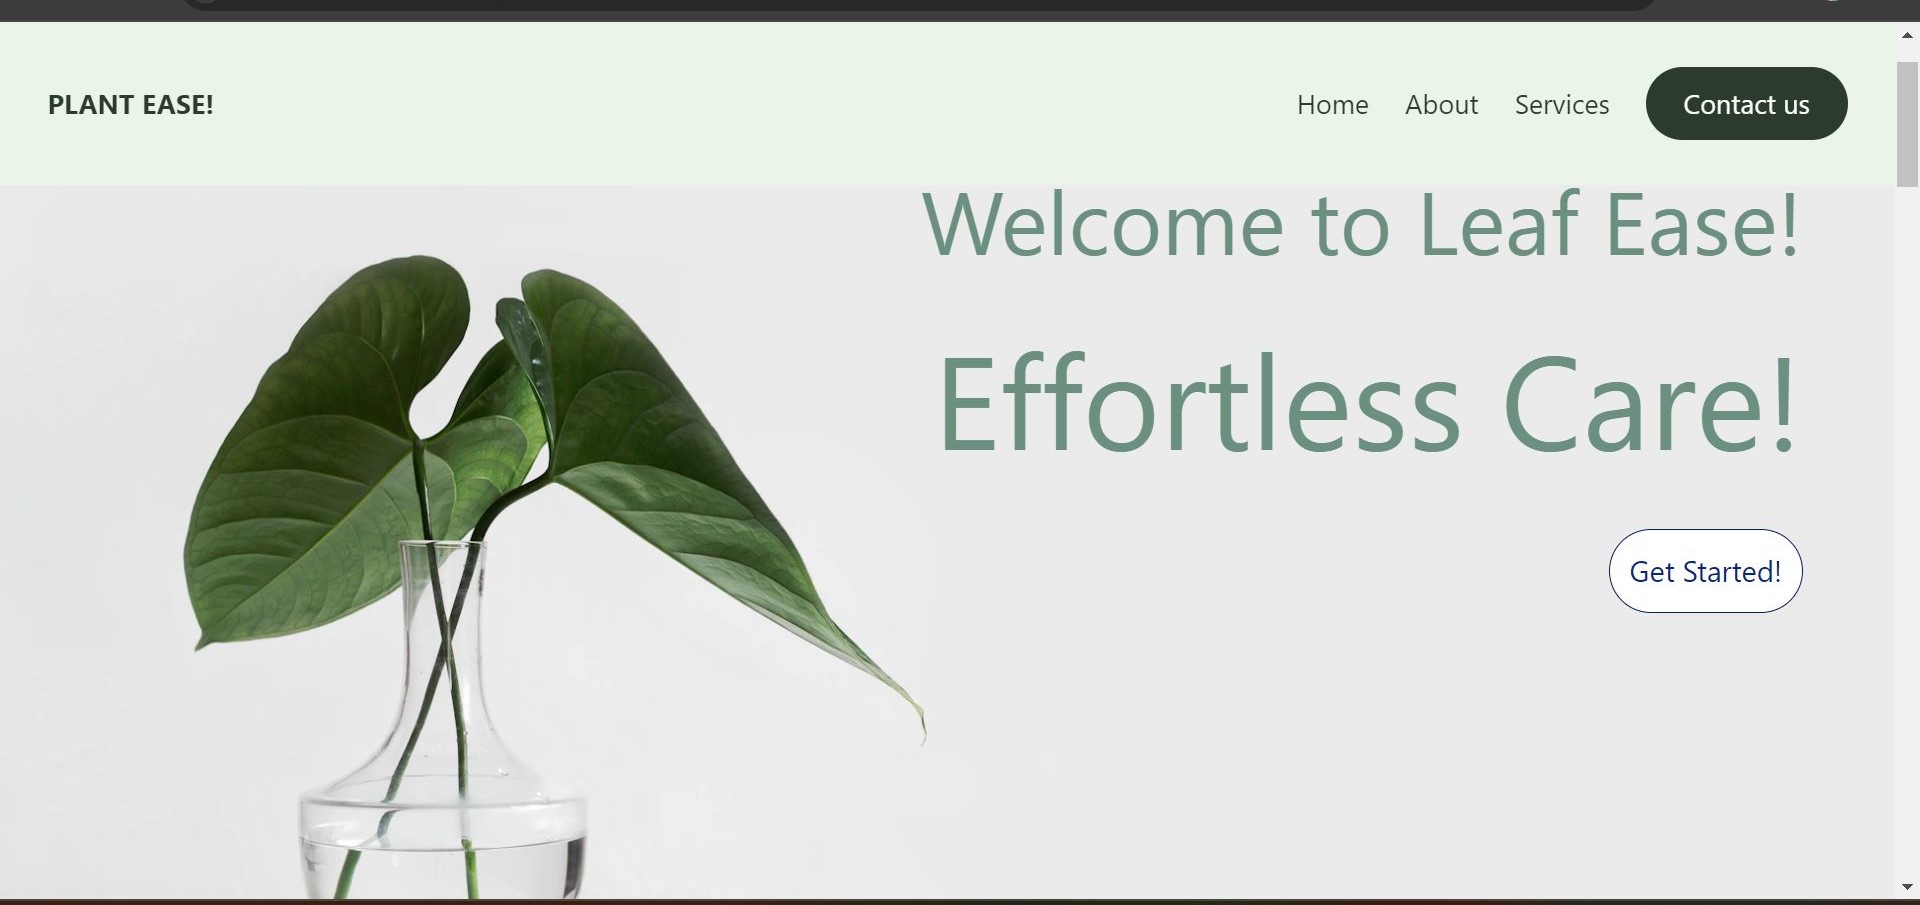 PLANT EASE!
Home About Services Contact us
Welcome to Leaf Ease!
Effortless Care!
Get Started!